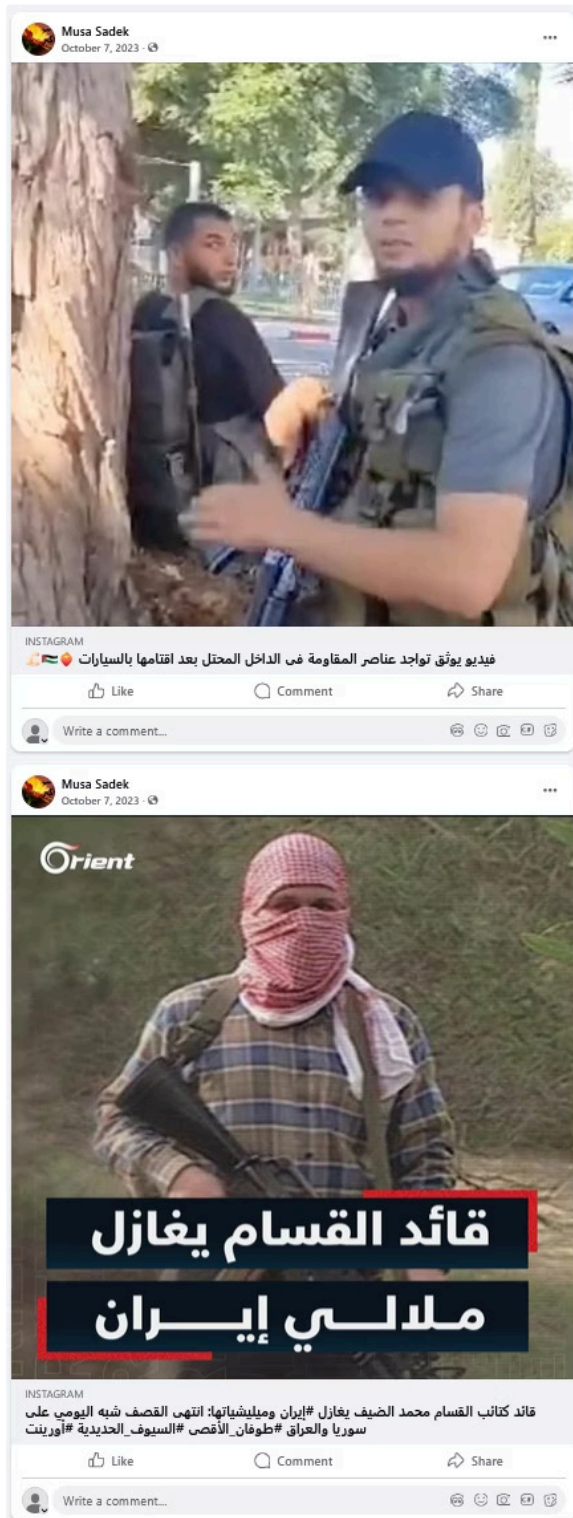 Musa Sadek
October 7, 2023
INSTAGRAM
فيديو يوثق تواجد عناصر المقاومة فى الداخل المحتل بعد اقتامها بالسيارات
Like Comment Share
Write a comment...
Musa Sadek
October 7, 2023
Orient
قائد القسام يغازل
ملالي إيران
INSTAGRAM
قائد كتائب القسام محمد الضيف يغازل #إيران وميليشياتها: انتهى القصف شبه اليومي على
سوريا والعراق #طوفان_الأقصى #السيوف_الحديدية #أورينت
Like Comment Share
Write a comment...